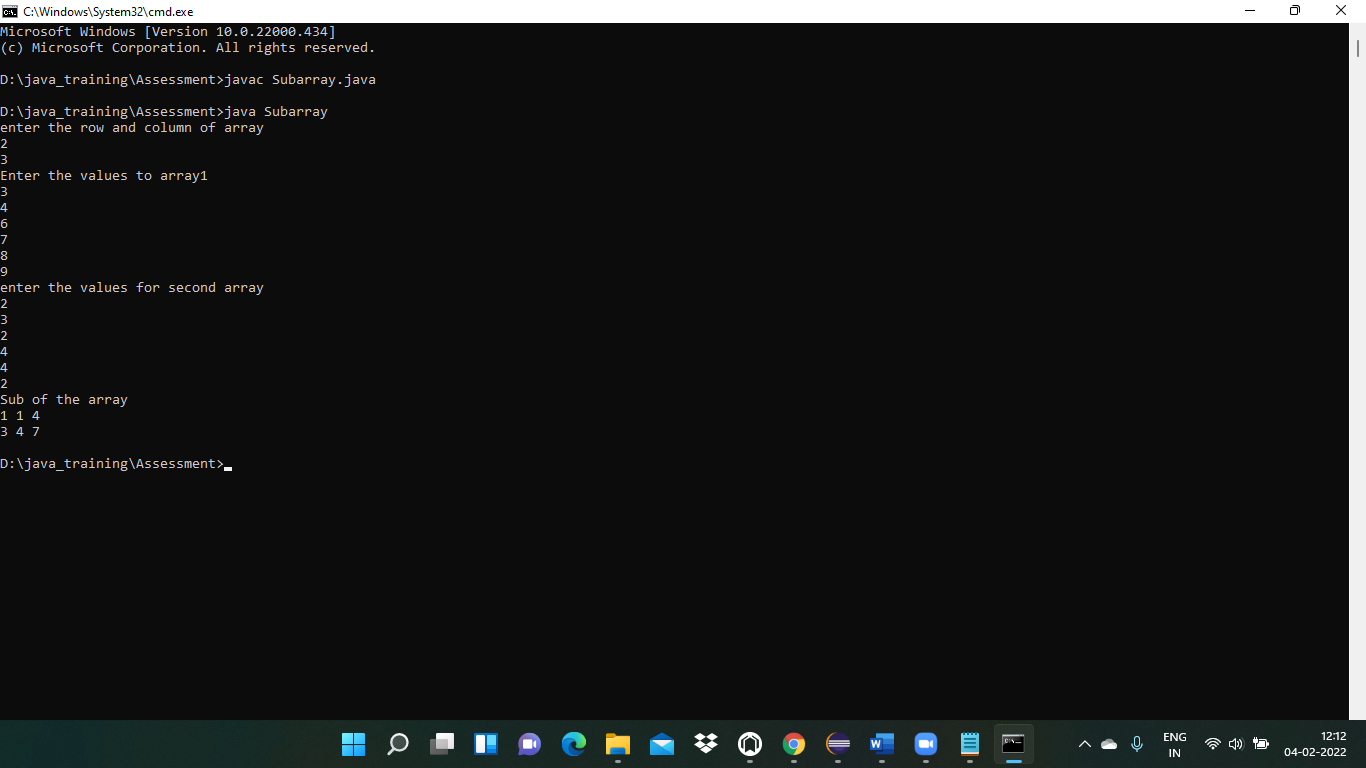 C:\Windows\System32\cmd.exe
Microsoft Windows [Version 10.0.22000.434]
(c) Microsoft Corporation. All rights reserved.
D:\java_training\Assessment>javac Subarray.java
D:\java_training\Assessment>java Subarray
enter the row and column of array
2
3
Enter the values to array1
3
4
6
7
8
9
enter the values for second array
2
3
2
4
4
2
Sub of the array
1 1 4
3 4 7
D:\java_training\Assessment>
ENG
IN
12:12
04-02-2022